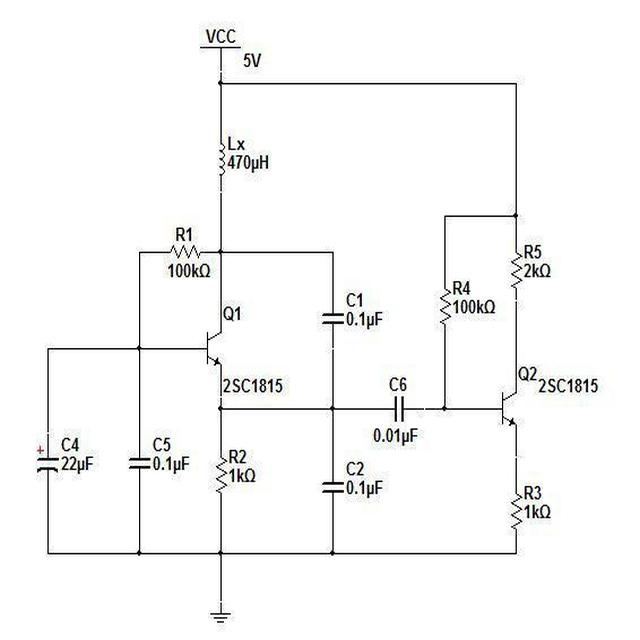 VCC
5V
Lx
470µH
R1
100kΩ
Q1
2SC1815
C1
0.1µF
R4
100kΩ
R5
2kΩ
Q2
2SC1815
C6
0.01µF
+
C4
22µF
C5
0.1µF
R2
1kΩ
C2
0.1µF
R3
1kΩ